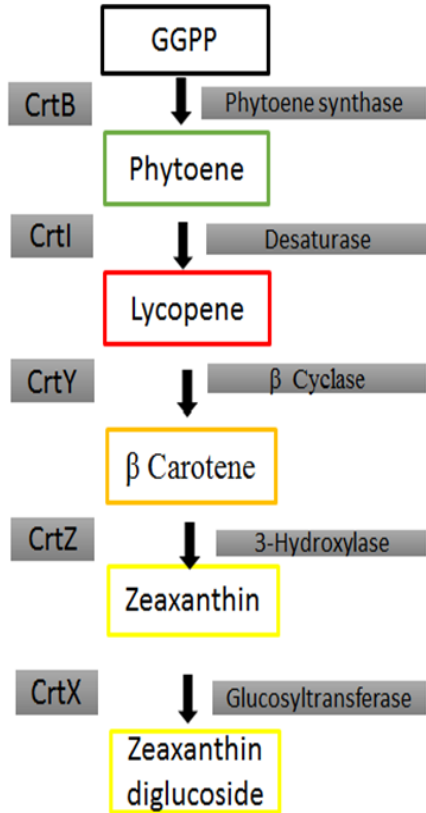 GGPP
CrtB
Phytoene synthase
Phytoene
CrtI
Desaturase
Lycopene
CrtY
β Cyclase
β Carotene
CrtZ
3-Hydroxylase
Zeaxanthin
CrtX
Glucosyltransferase
Zeaxanthin
diglucoside